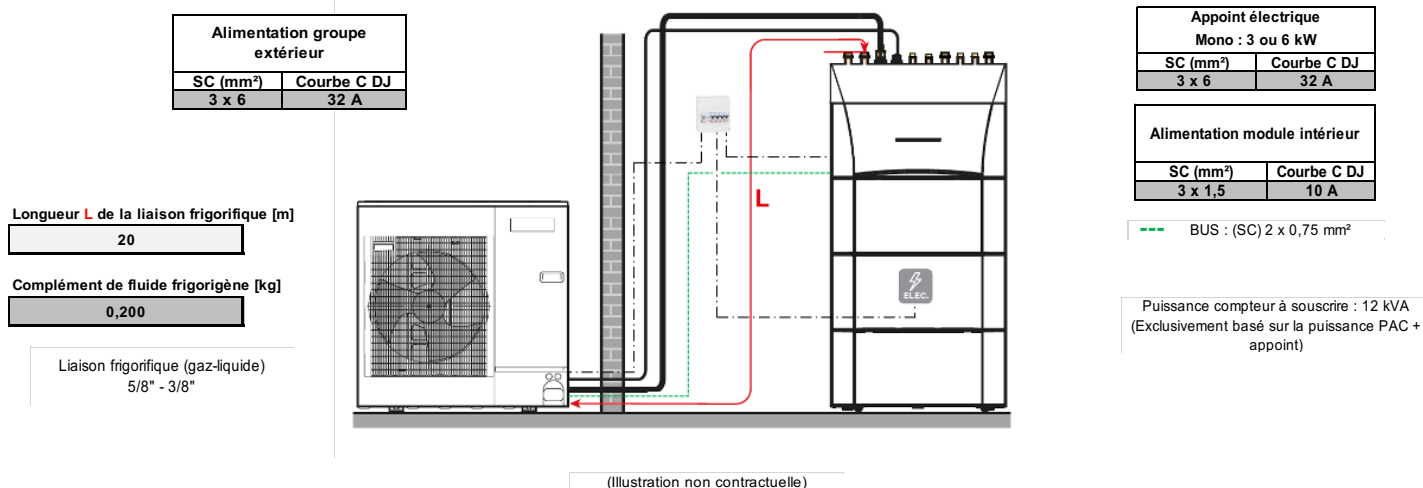 Alimentation groupe
extérieur
SC (mm²) Courbe C DJ
3 x 6 32 A
Longueur L de la liaison frigorifique [m]
20
Complément de fluide frigorigène [kg]
0,200
Liaison frigorifique (gaz-liquide)
5/8" - 3/8"
L
ELEC.
Appoint électrique
Mono : 3 ou 6 kW
SC (mm²) Courbe C DJ
3 x 6 32 A
Alimentation module intérieur
SC (mm²) Courbe C DJ
3 x 1,5 10 A
BUS : (SC) 2 x 0,75 mm²
Puissance compteur à souscrire : 12 kVA
(Exclusivement basé sur la puissance PAC +
appoint)
(Illustration non contractuelle)